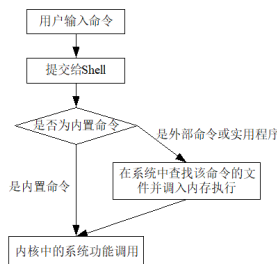 用户输入命令
提交给Shell
是否为内置命令
是外部命令或实用程序
在系统中查找该命令的文
件并调入内存执行
是内置命令
内核中的系统功能调用